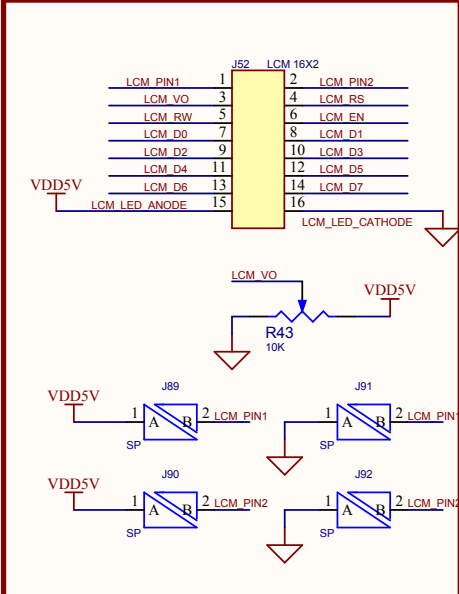 J52 LCM 16X2
LCM_PIN1 1 2 LCM_PIN2
LCM_VO 3 4 LCM_RS
LCM_RW 5 6 LCM_EN
LCM_D0 7 8 LCM_D1
LCM_D2 9 10 LCM_D3
LCM_D4 11 12 LCM_D5
VDD5V LCM_D6 13 14 LCM_D7
LCM_LED_ANODE 15 16
LCM_LED_CATHODE
LCM_VO
VDD5V
R43
10K
J89 J91
VDD5V 1 A B 2 LCM_PIN1 1 A B 2 LCM_PIN1
SP SP
J90 J92
VDD5V 1 A B 2 LCM_PIN2 1 A B 2 LCM_PIN2
SP SP